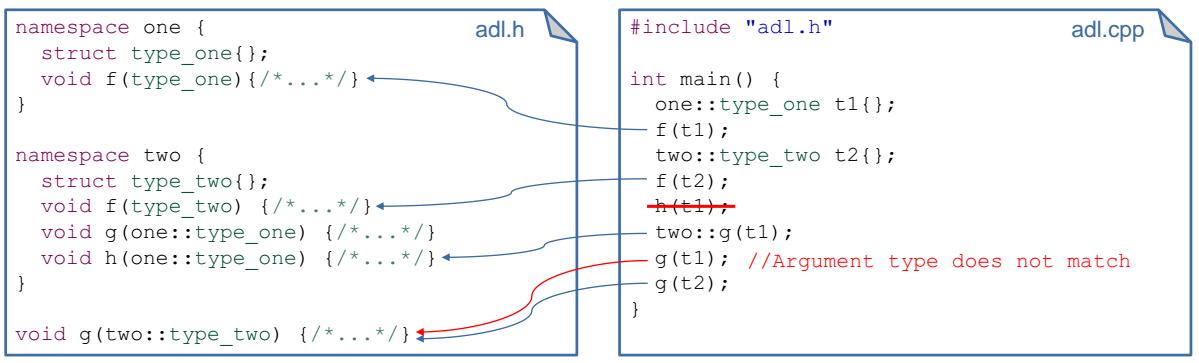 namespace one {
adl.h
  struct type_one{};
  void f(type_one){/*...*/}
}
namespace two {
  struct type_two{};
  void f(type_two) {/*...*/}
  void g(one::type_one) {/*...*/}
  void h(one::type_one) {/*...*/}
}
void g(two::type_two) {/*...*/}
#include "adl.h"
adl.cpp
int main() {
  one::type_one t1{};
  f(t1);
  two::type_two t2{};
  f(t2);
  h(t1);
  two::g(t1);
  g(t1); //Argument type does not match
  g(t2);
}